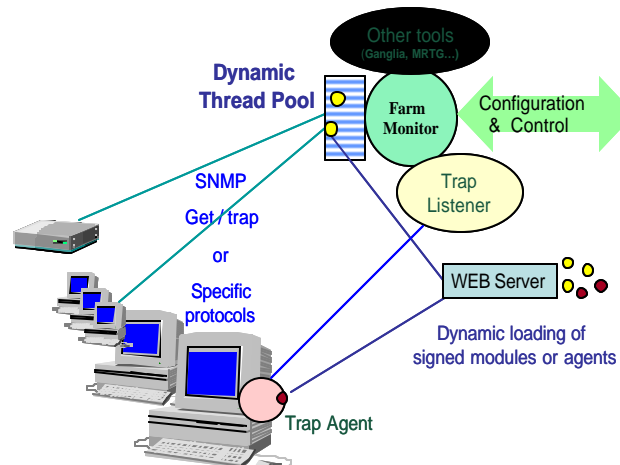 Other tools
(Ganglia, MRTG...)
Dynamic
Thread Pool
Farm
Monitor
Configuration
& Control
Trap
Listener
SNMP
Get / trap
or
Specific
protocols
WEB Server
Dynamic loading of
signed modules or agents
Trap Agent